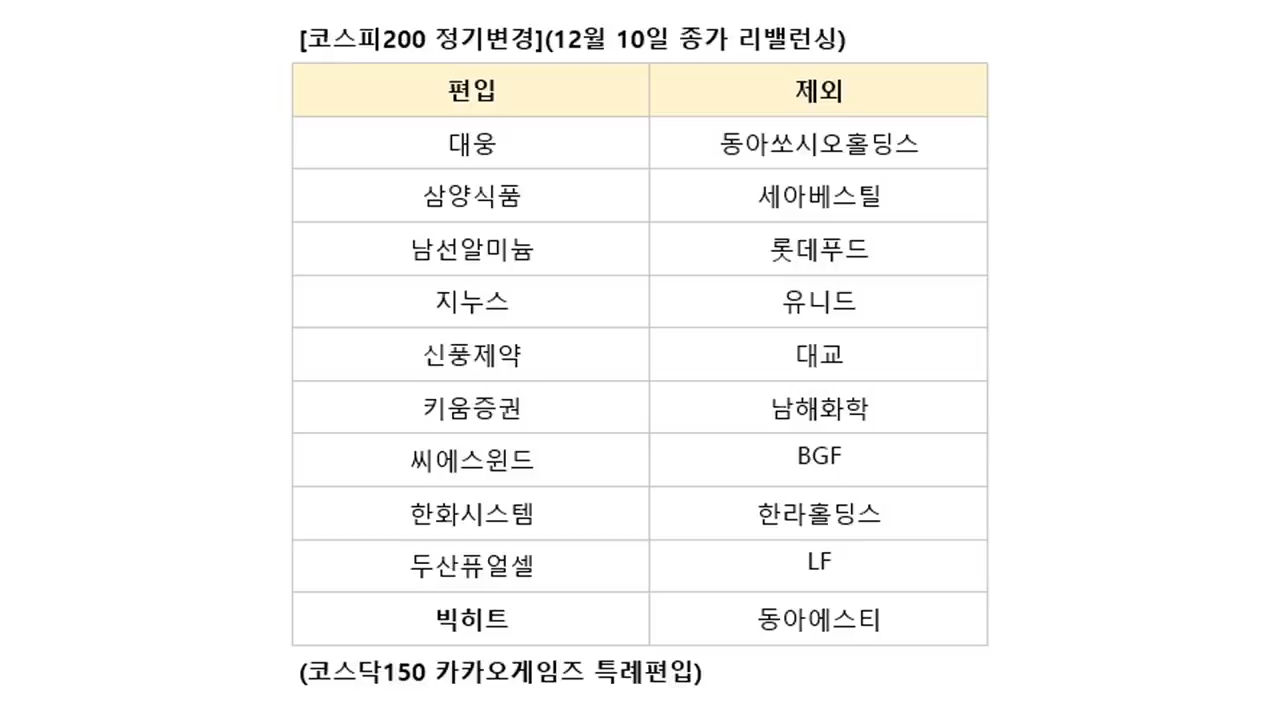 [코스피200 정기변경](12월 10일 종가 리밸런싱)
편입 제외
대웅 동아쏘시오홀딩스
삼양식품 세아베스틸
남선알미늄 롯데푸드
지누스 유니드
신풍제약 대교
키움증권 남해화학
씨에스윈드 BGF
한화시스템 한라홀딩스
두산퓨얼셀 LF
빅히트 동아에스티
(코스닥150 카카오게임즈 특례편입)